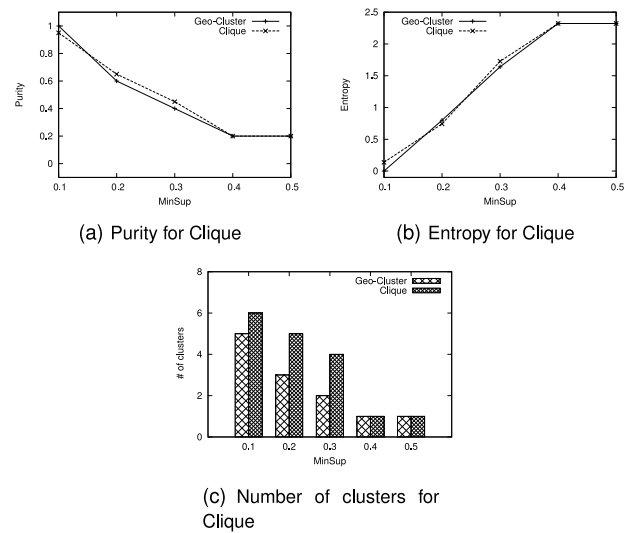 Geo-Cluster
Clique
Purity
1
0.8
0.6
0.4
0.2
0
0.1 0.2 0.3 0.4 0.5
MinSup
(a) Purity for Clique
Geo-Cluster
Clique
Entropy
2.5
2
1.5
1
0.5
0
0.1 0.2 0.3 0.4 0.5
MinSup
(b) Entropy for Clique
Geo-Cluster
Clique
# of clusters
8
6
4
2
0
0.1 0.2 0.3 0.4 0.5
MinSup
(c) Number of clusters for
Clique